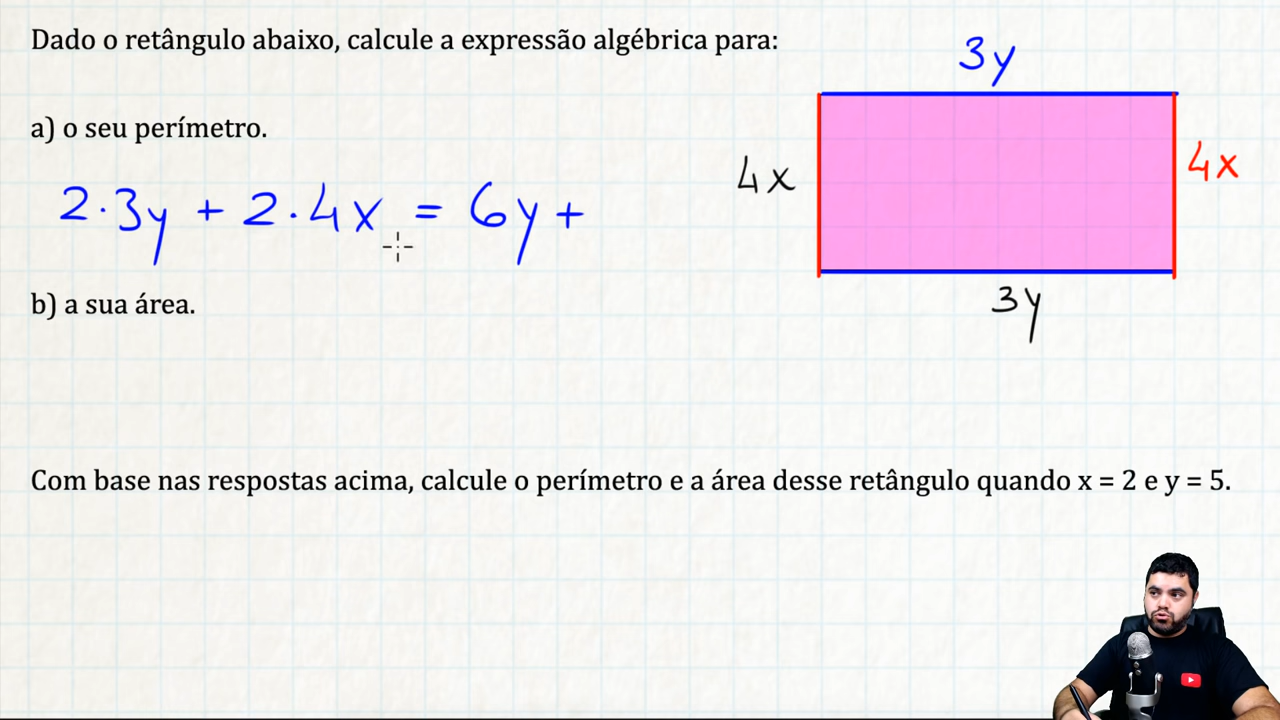 Dado o retângulo abaixo, calcule a expressão algébrica para:
3y
a) o seu perímetro.
4x
4x
2·3y + 2·4x = 6y +
b) a sua área.
3y
Com base nas respostas acima, calcule o perímetro e a área desse retângulo quando x = 2 e y = 5.